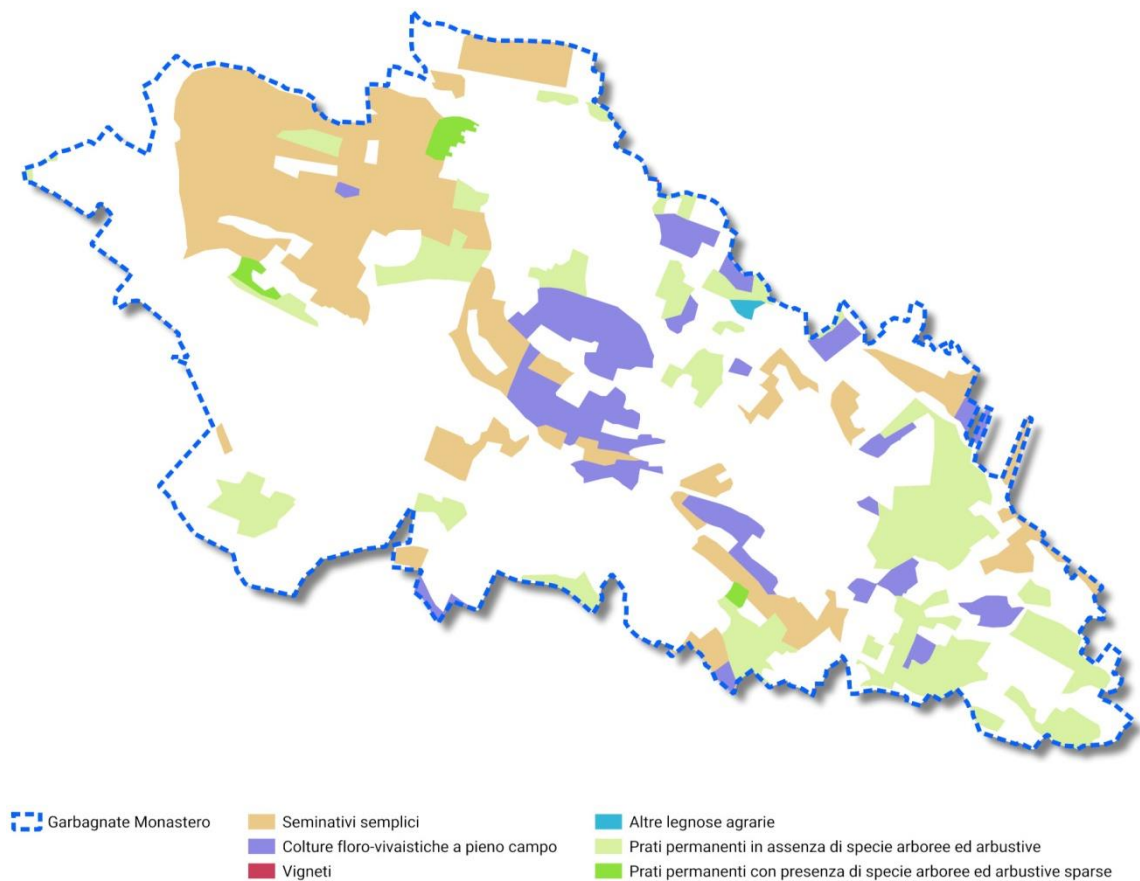 Garbagnate Monastero
Seminativi semplici
Colture floro-vivaistiche a pieno campo
Vigneti
Altre legnose agrarie
Prati permanenti in assenza di specie arboree ed arbustive
Prati permanenti con presenza di specie arboree ed arbustive sparse